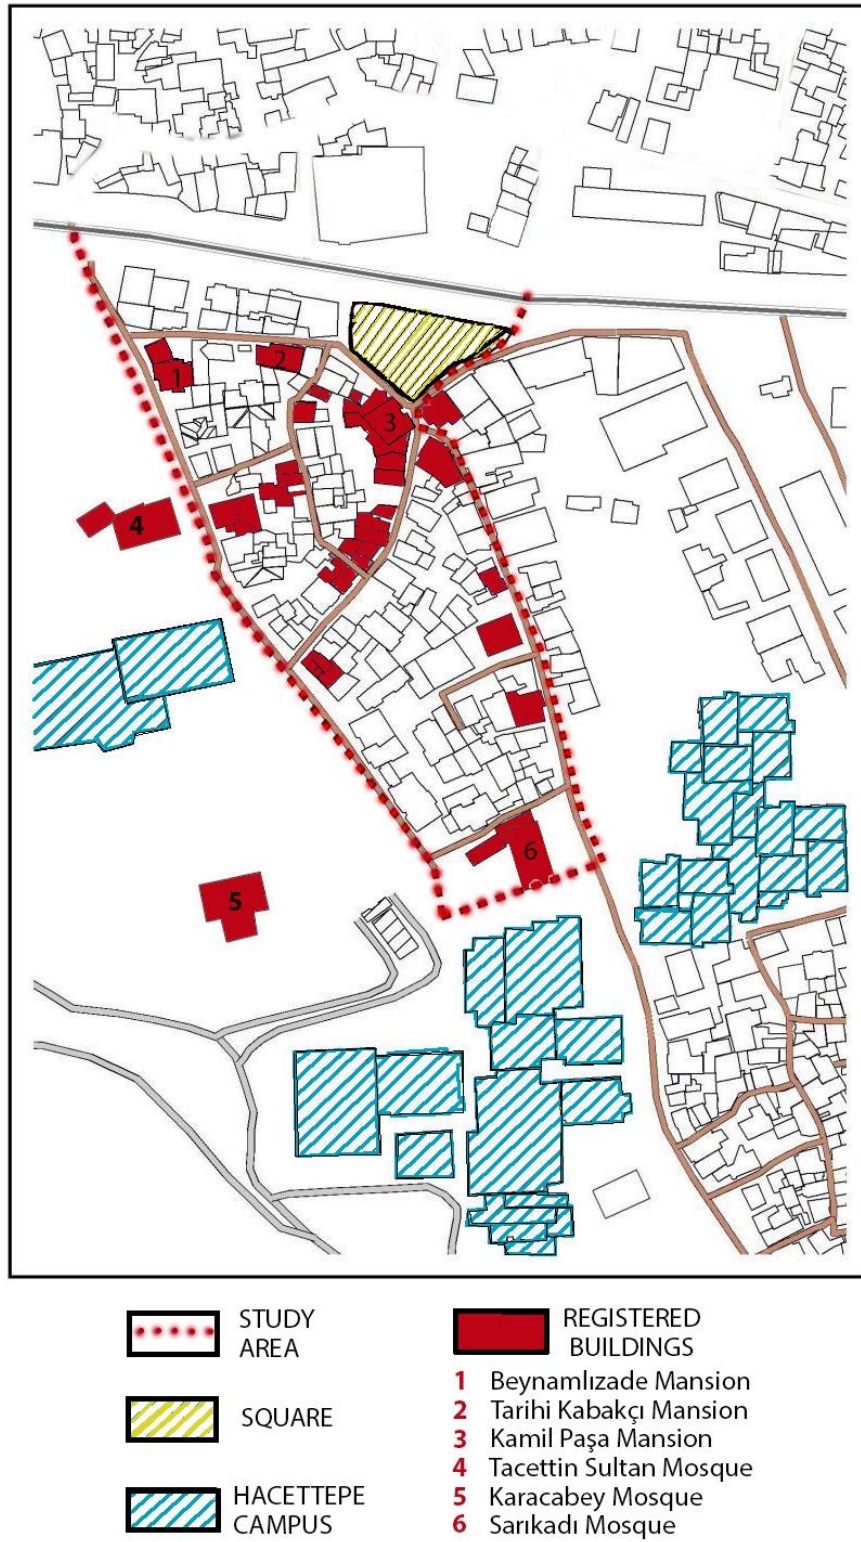 1
2
3
4
5
6
STUDY
AREA
SQUARE
HACETTEPE
CAMPUS
REGISTERED
BUILDINGS
1 Beynamlızade Mansion
2 Tarihi Kabakçı Mansion
3 Kamil Paşa Mansion
4 Tacettin Sultan Mosque
5 Karacabey Mosque
6 Sarıkadı Mosque